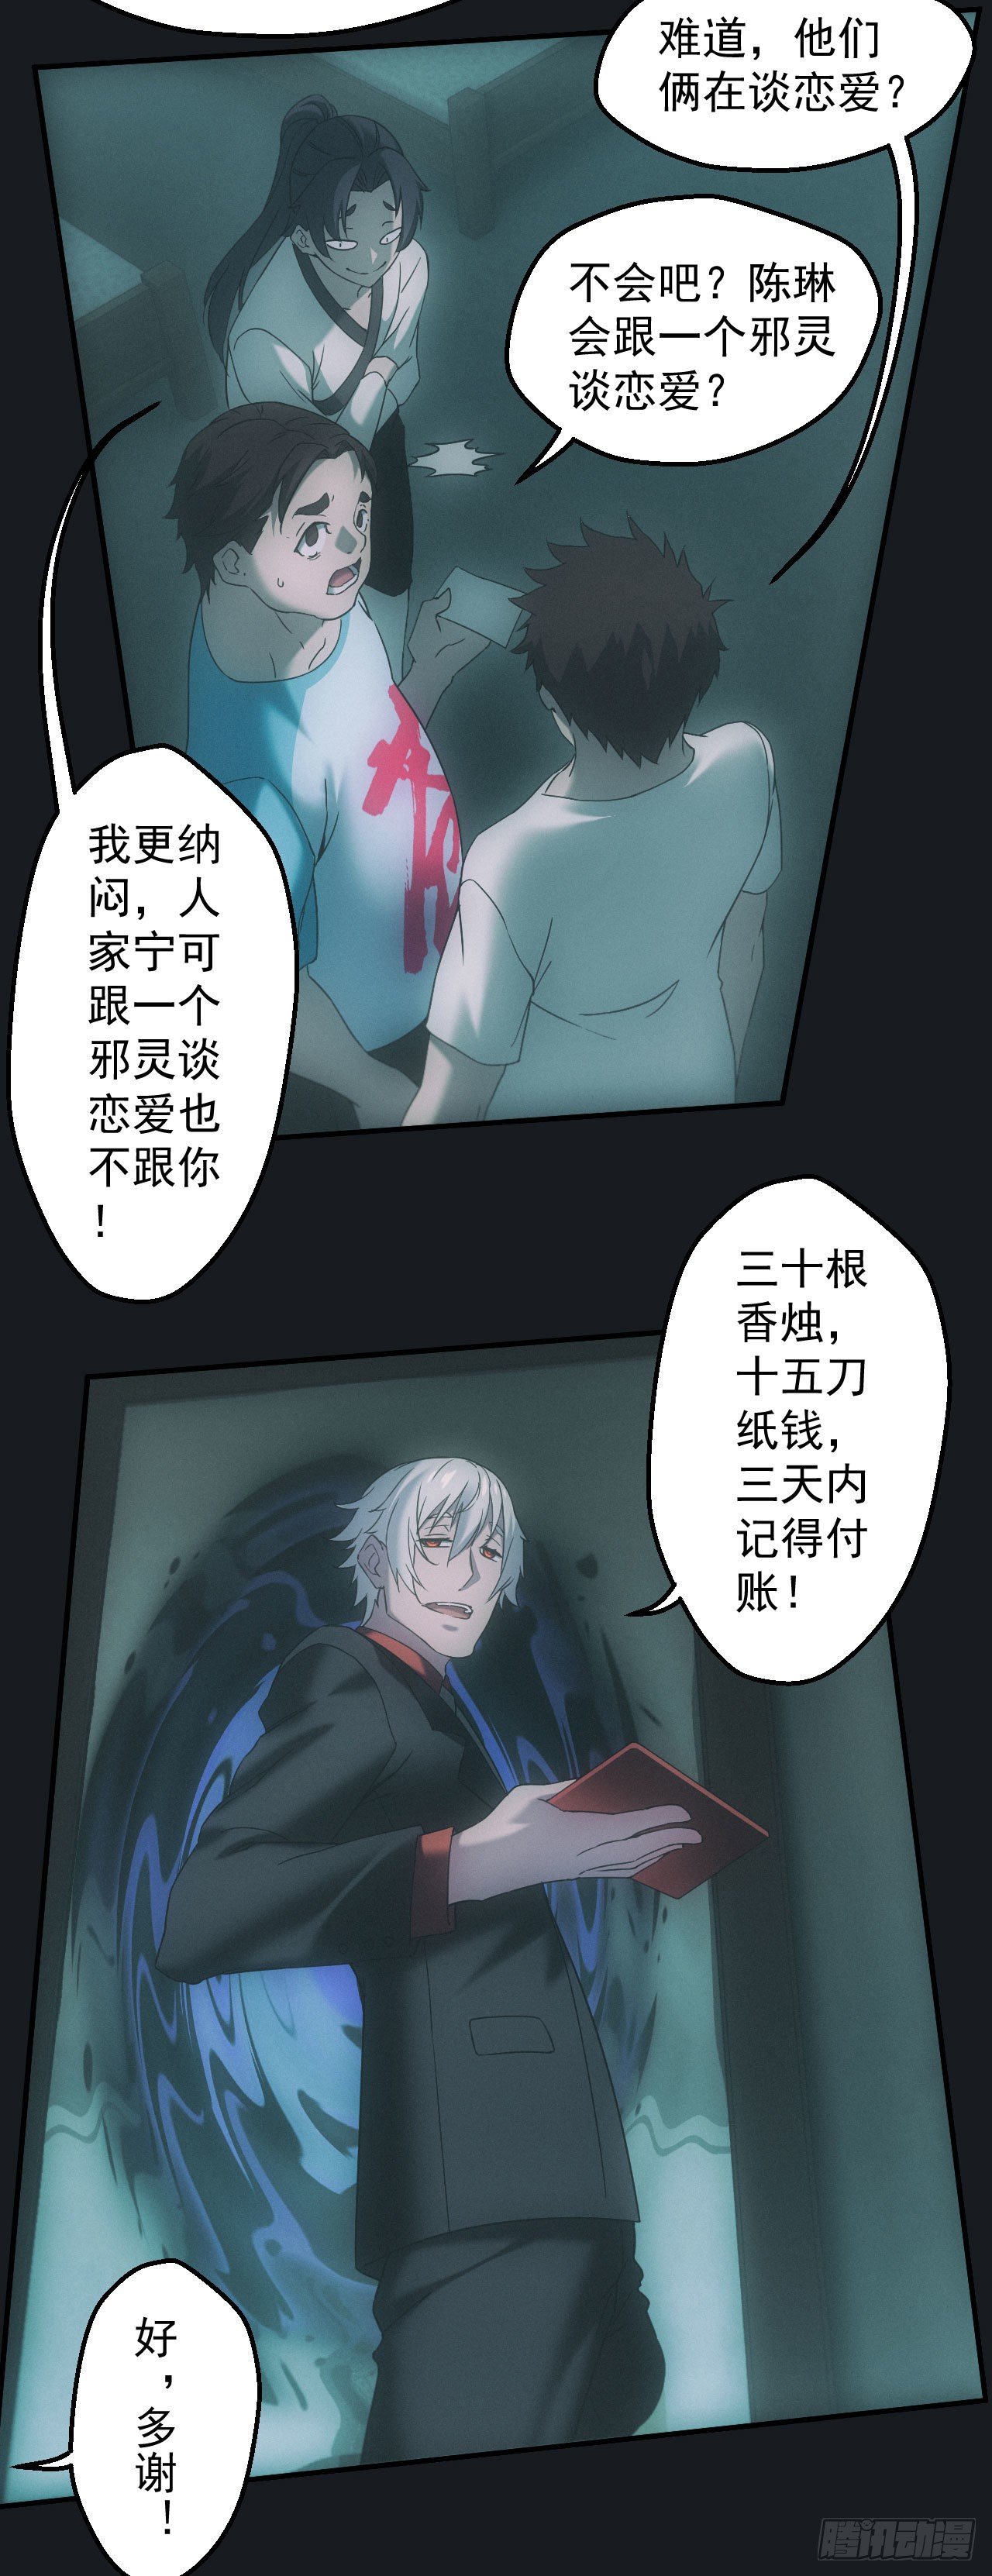 难道，他们
俩在谈恋爱？
不会吧？陈琳
会跟一个邪灵
谈恋爱？
我更纳
闷，人
家宁可
跟一个
邪灵谈
恋爱也
不跟你
！
三十根
香烛，
十五刀
纸钱，
三天内
记得付
账！
好，多谢！
腾讯动漫